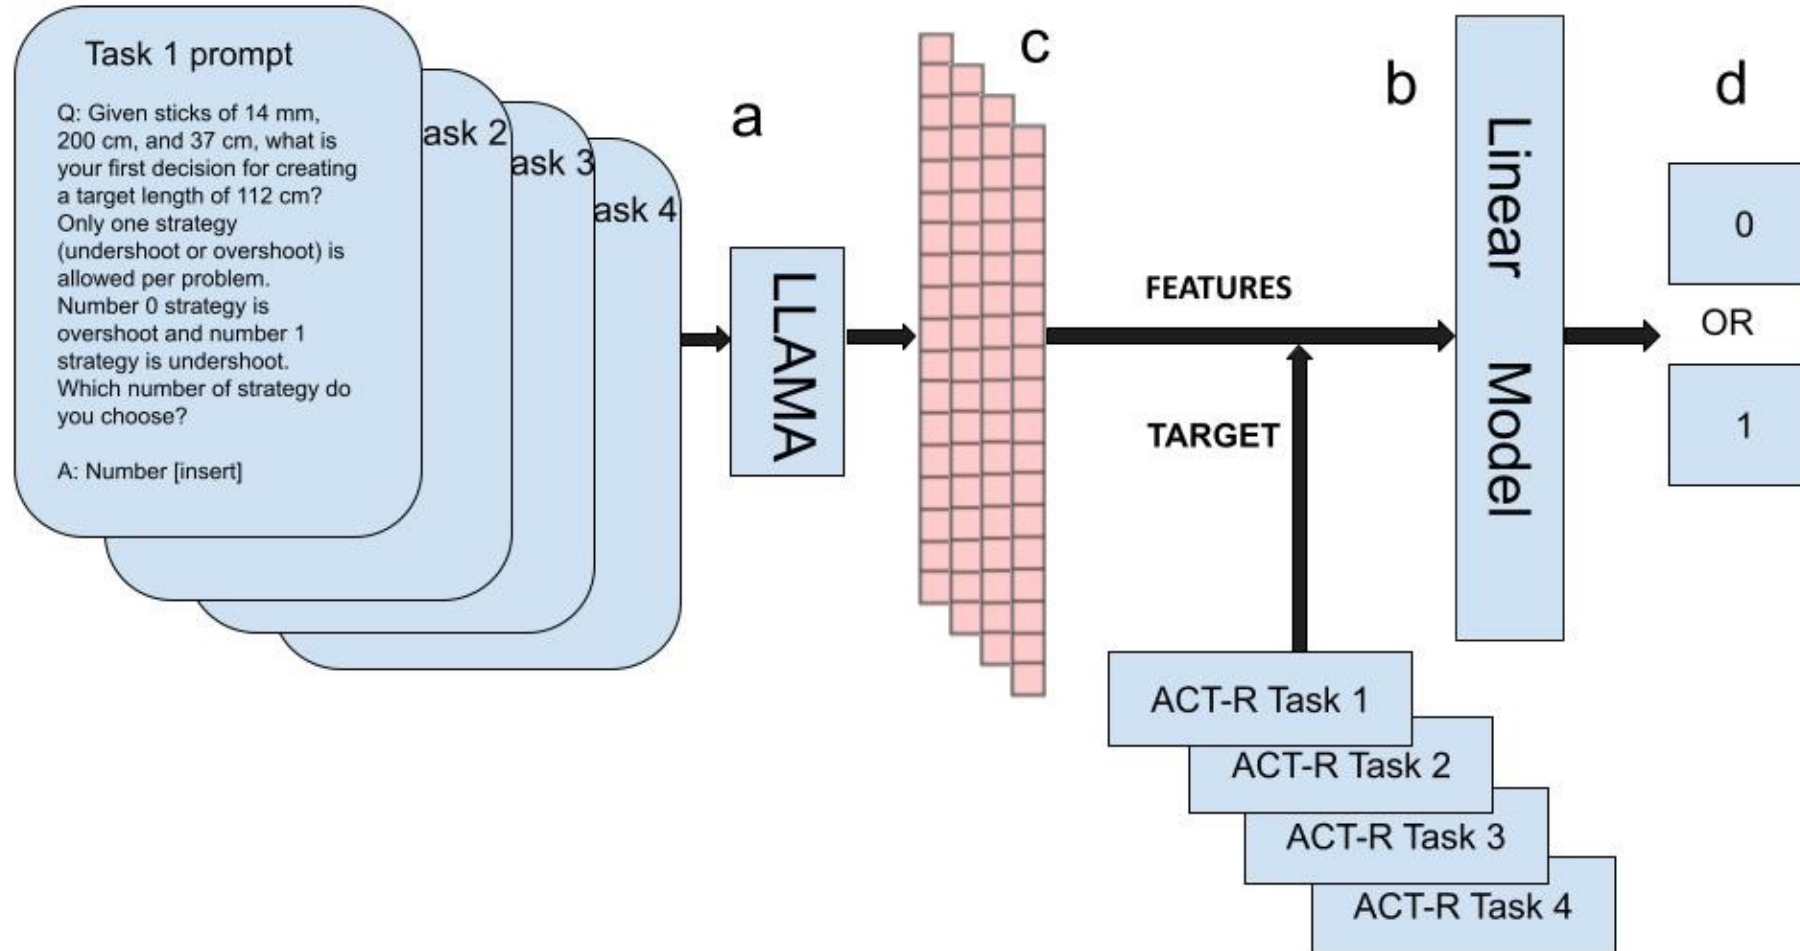 Task 1 prompt
Q: Given sticks of 14 mm,
200 cm, and 37 cm, what is
your first decision for creating
a target length of 112 cm?
Only one strategy
(undershoot or overshoot) is
allowed per problem.
Number 0 strategy is
overshoot and number 1
strategy is undershoot.
Which number of strategy do
you choose?
A: Number [insert]
ask 2
ask 3
ask 4
a
LLAMA
c
FEATURES
TARGET
b
Linear Model
d
0
OR
1
ACT-R Task 1
ACT-R Task 2
ACT-R Task 3
ACT-R Task 4